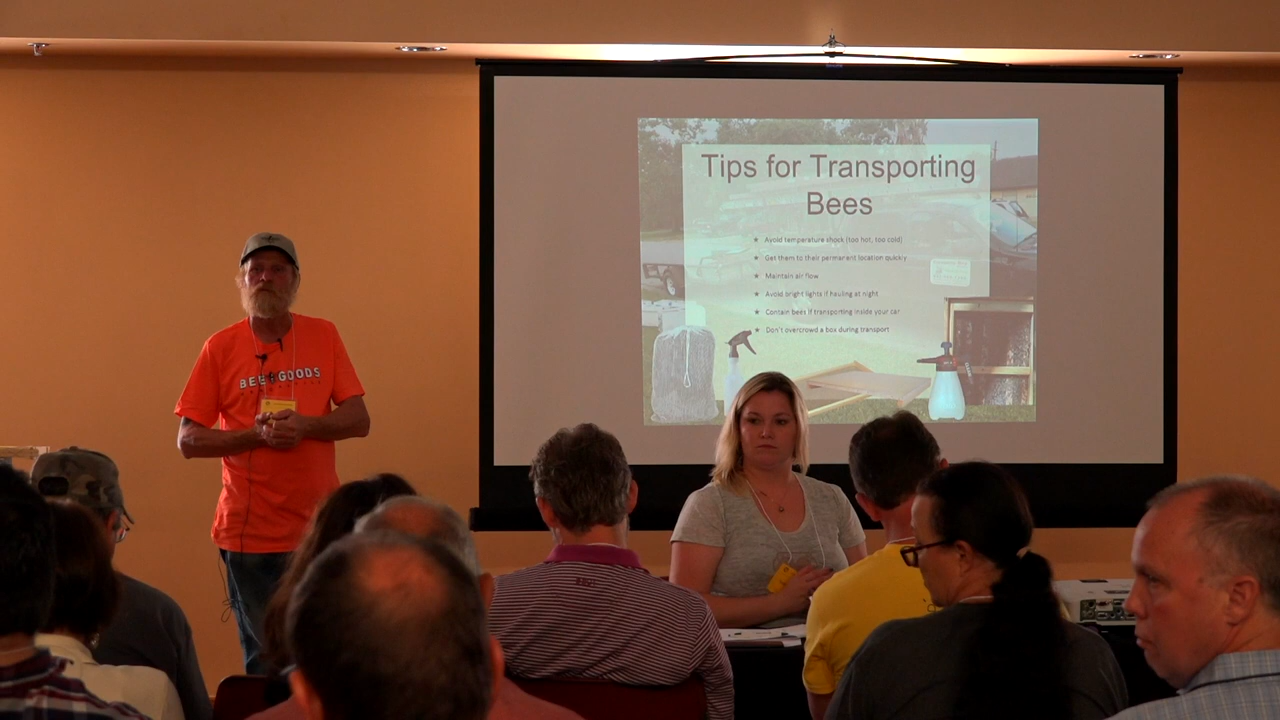 Tips for Transporting
Bees
★ Avoid temperature shock (too hot, too cold)
★ Get them to their permanent location quickly
★ Maintain air flow
★ Avoid bright lights if hauling at night
★ Contain bees if transporting inside your car
★ Don't overcrowd a box during transport
BEE GOODS